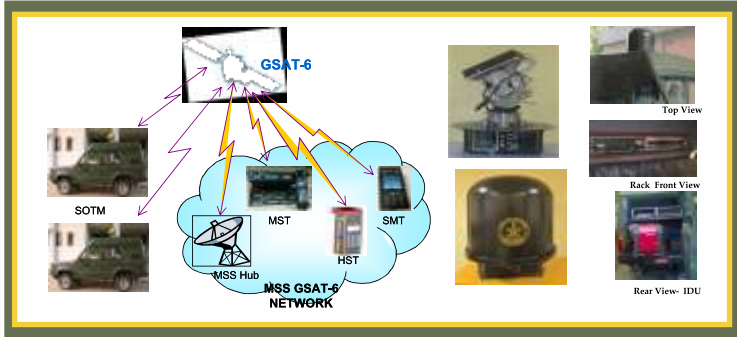 GSAT-6
SOTM
MST
SMT
HST
MSS Hub
MSS GSAT-6
NETWORK
Top View
Rack Front View
Rear View- IDU